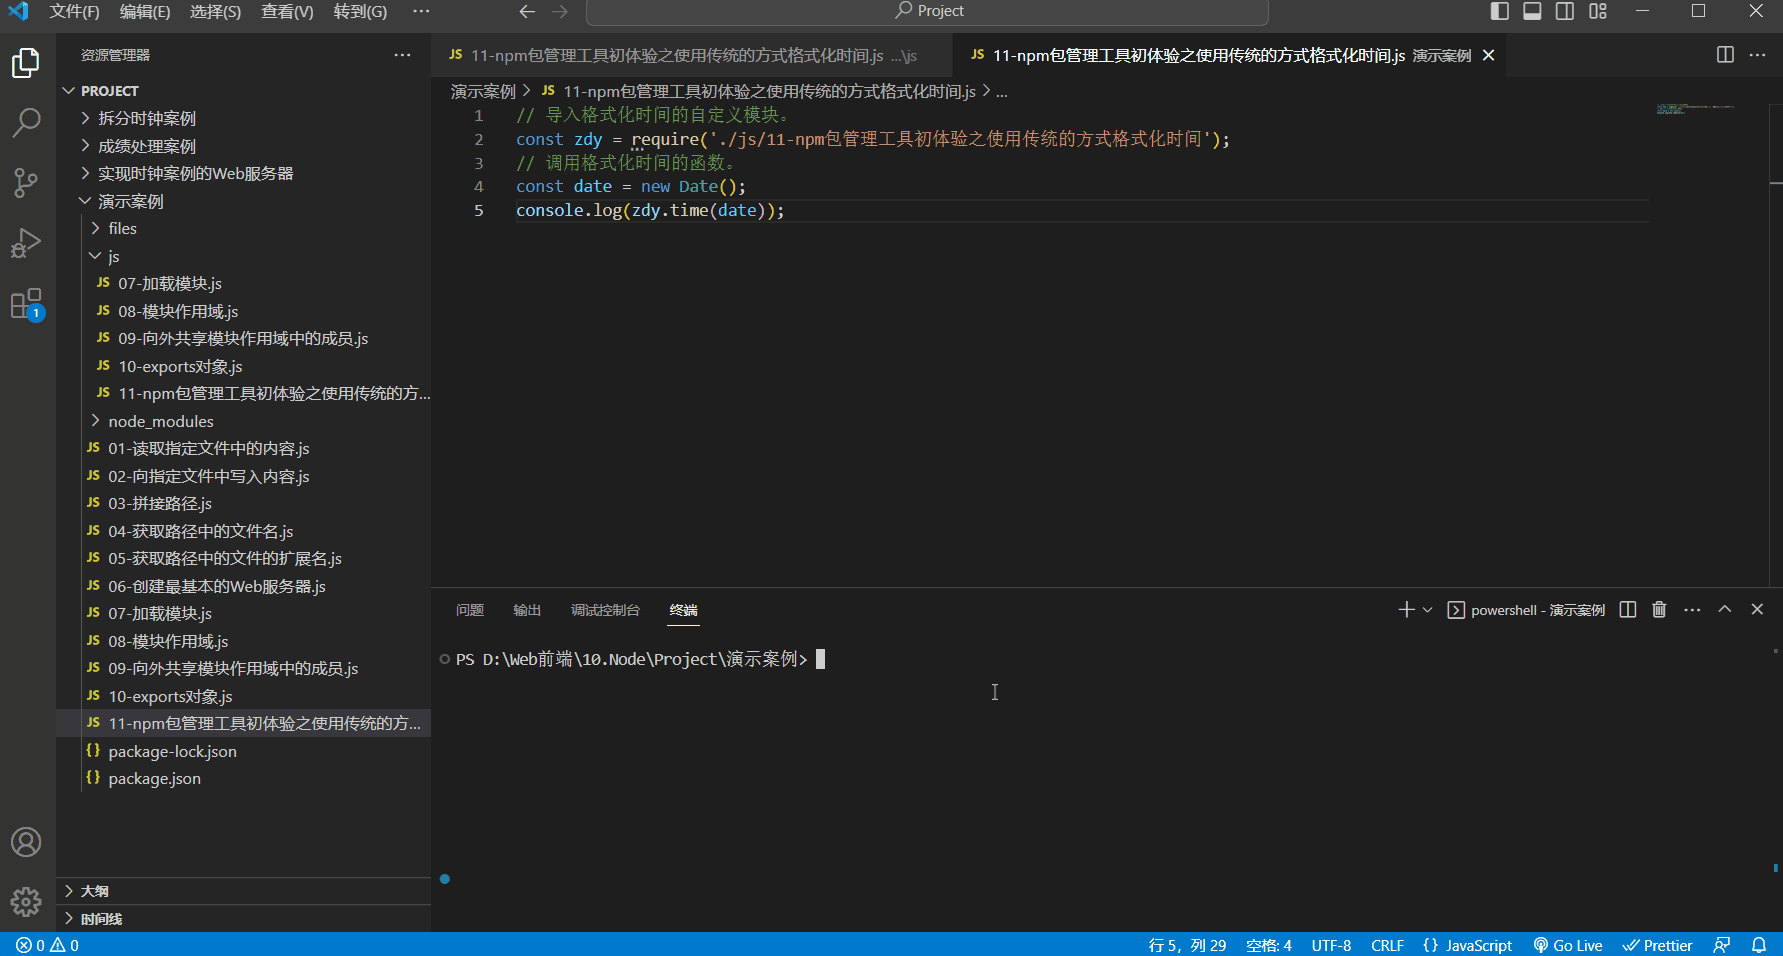 文件(F) 编辑(E) 选择(S) 查看(V) 转到(G) ··· Project
资源管理器 ···
JS 11-npm包管理工具初体验之使用传统的方式格式化时间.js ...\js
JS 11-npm包管理工具初体验之使用传统的方式格式化时间.js 演示案例
演示案例 > JS 11-npm包管理工具初体验之使用传统的方式格式化时间.js > ...
PROJECT
拆分时钟案例
成绩处理案例
实现时钟案例的Web服务器
演示案例
files
js
JS 07-加载模块.js
JS 08-模块作用域.js
JS 09-向外共享模块作用域中的成员.js
JS 10-exports对象.js
JS 11-npm包管理工具初体验之使用传统的方...
node_modules
JS 01-读取指定文件中的内容.js
JS 02-向指定文件中写入内容.js
JS 03-拼接路径.js
JS 04-获取路径中的文件名.js
JS 05-获取路径中的文件的扩展名.js
JS 06-创建最基本的Web服务器.js
JS 07-加载模块.js
JS 08-模块作用域.js
JS 09-向外共享模块作用域中的成员.js
JS 10-exports对象.js
JS 11-npm包管理工具初体验之使用传统的方...
{} package-lock.json
{} package.json
大纲
时间线
1
1 // 导入格式化时间的自定义模块。
2 const zdy = require('./js/11-npm包管理工具初体验之使用传统的方式格式化时间');
3 // 调用格式化时间的函数。
4 const date = new Date();
5 console.log(zdy.time(date));
问题 输出 调试控制台 终端 powershell - 演示案例 ···
PS D:\Web前端\10.Node\Project\演示案例>
0 0 行 5，列 29 空格: 4 UTF-8 CRLF {} JavaScript Go Live Prettier